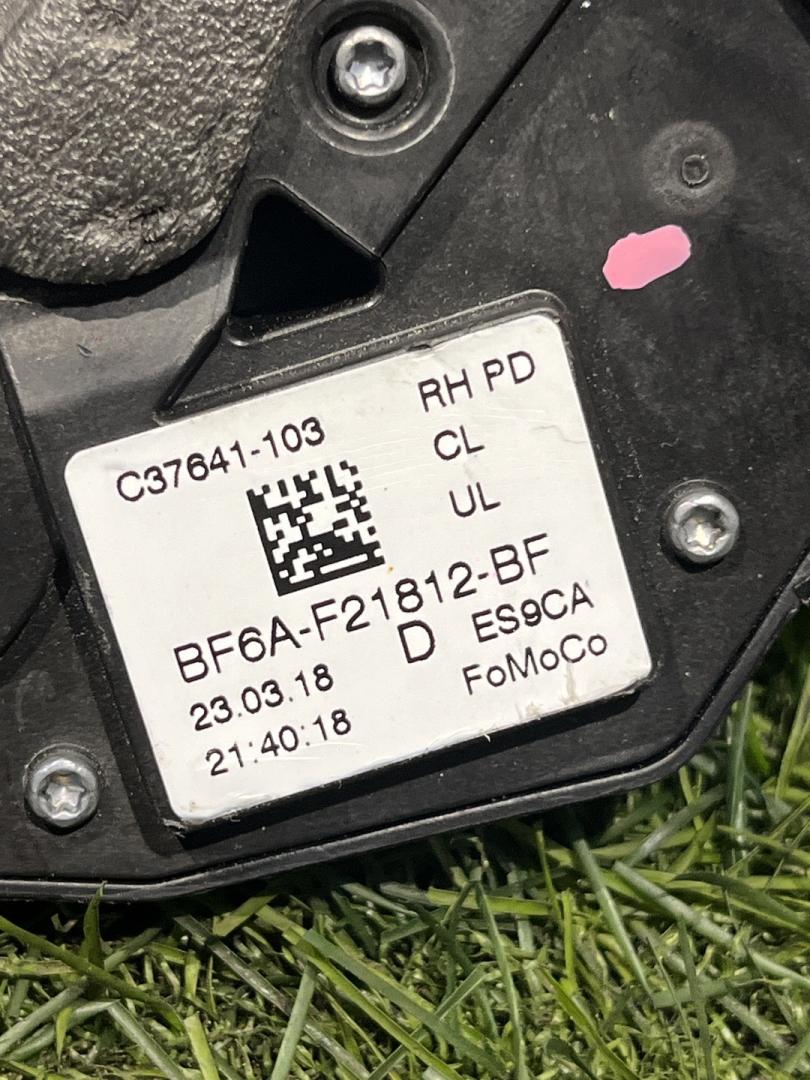 C37641-103
RH PD
CL
UL
BF6A-F21812-BF
D
ES9CA
23.03.18
FoMoCo
21:40:18